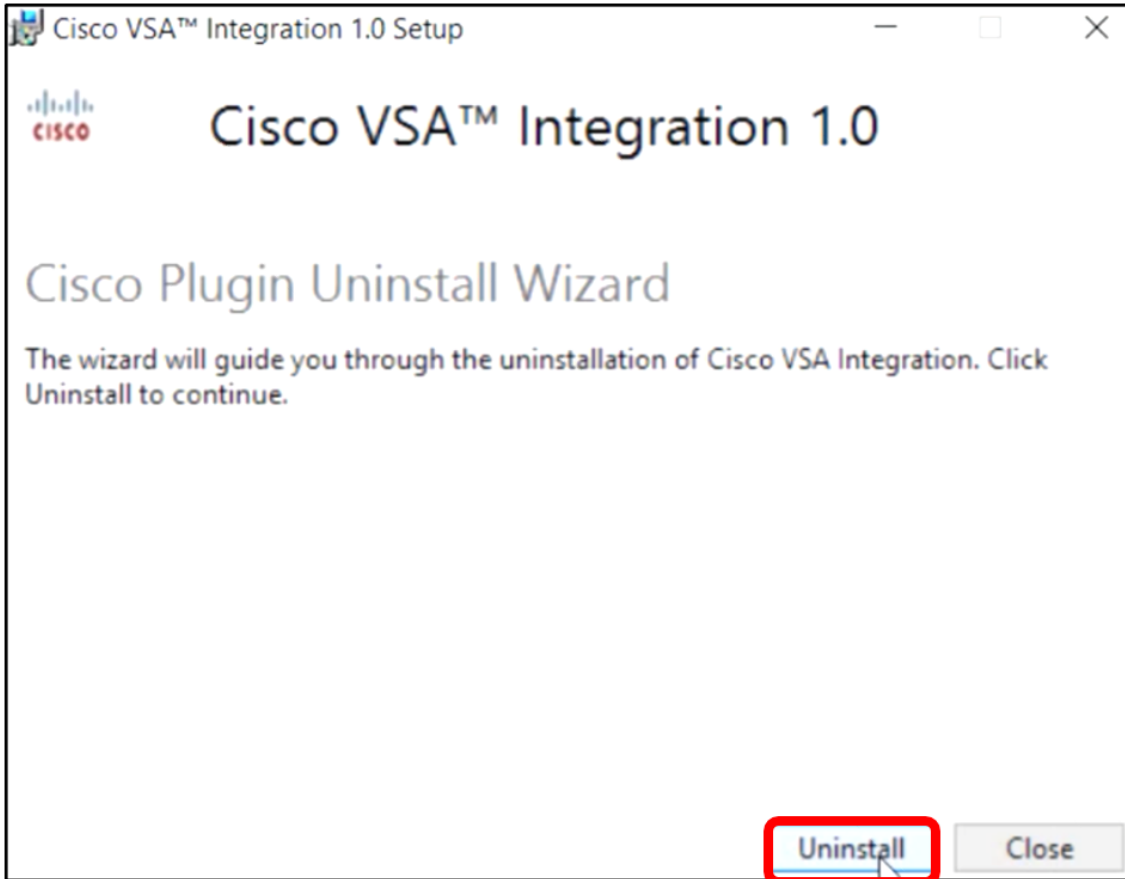 Cisco VSA™ Integration 1.0 Setup
CISCO
Cisco VSA™ Integration 1.0
Cisco Plugin Uninstall Wizard
The wizard will guide you through the uninstallation of Cisco VSA Integration. Click
Uninstall to continue.
Uninstall
Close